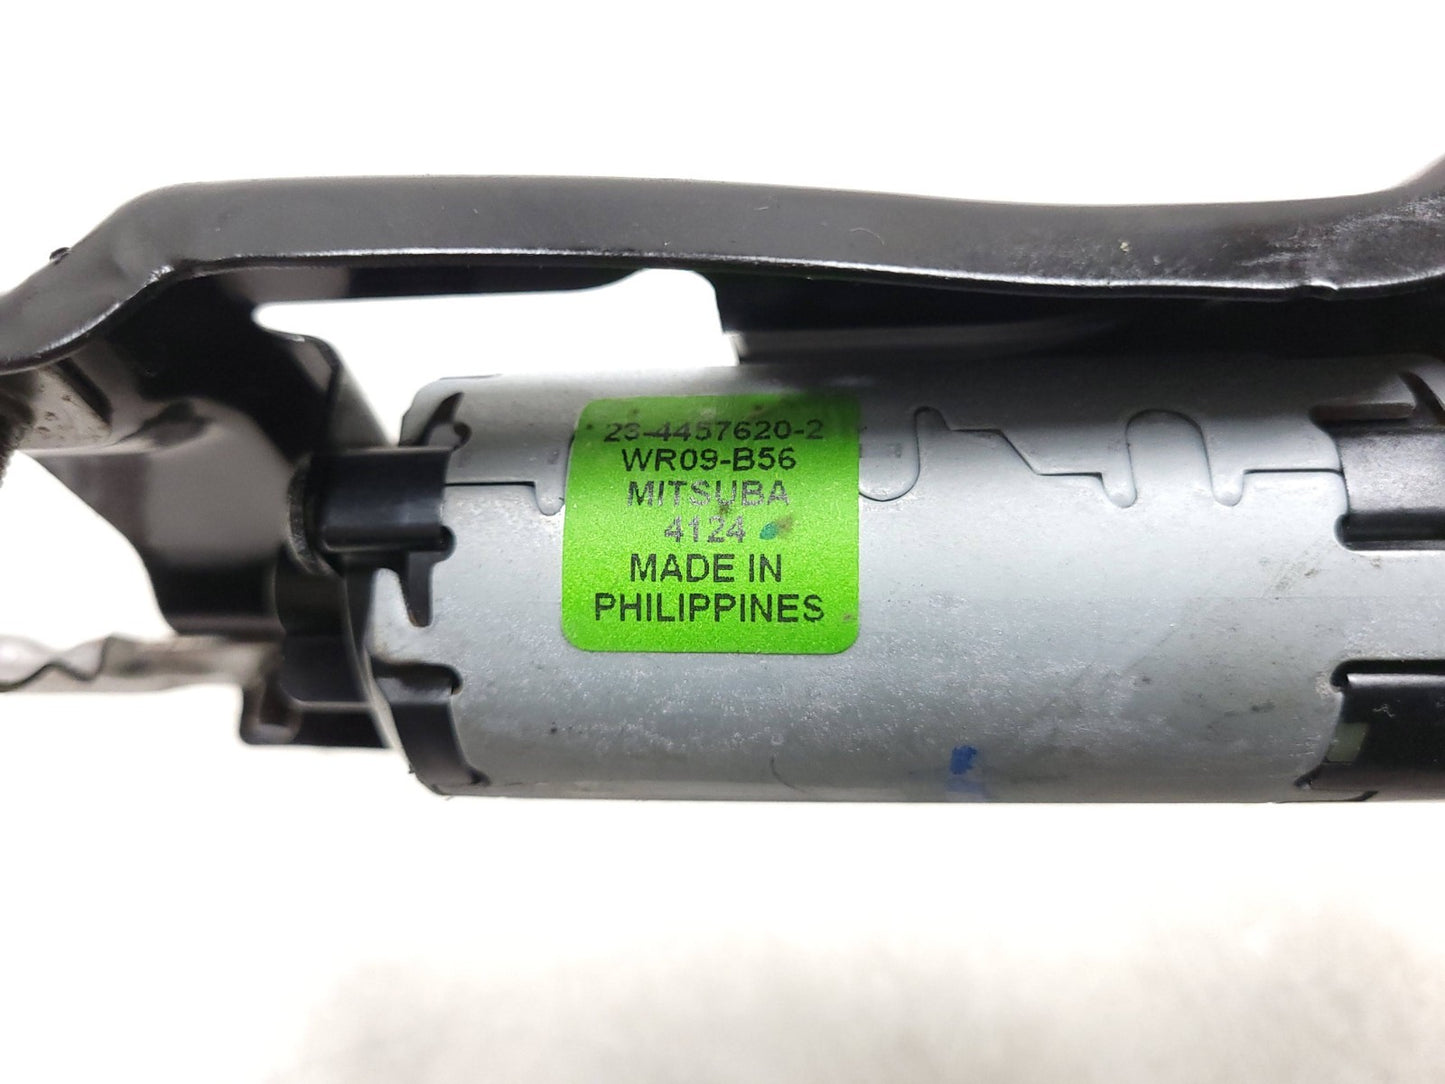 23-4457620-2
WR09-B56
MITSUBA
4124
MADE IN
PHILIPPINES